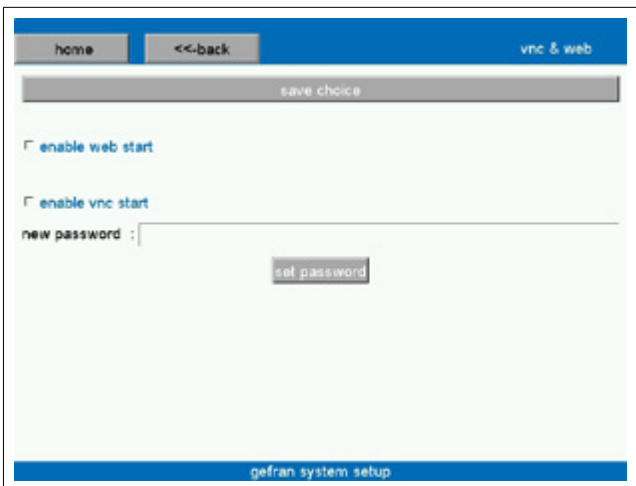 home <<-back vnc & web
save choice
enable web start
enable vnc start
new password :
set password
gefran system setup